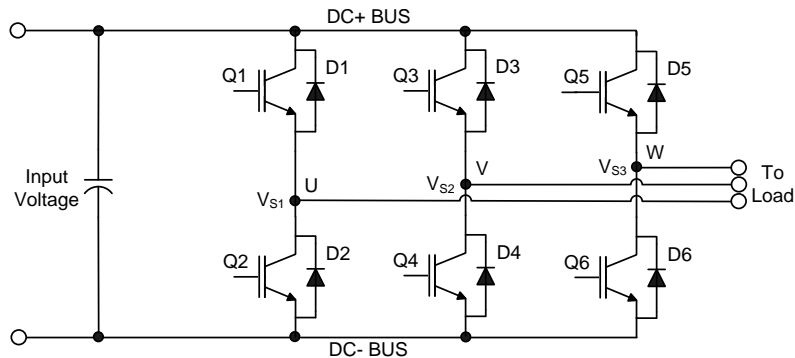 DC+ BUS
Q1
D1
Q3
D3
Q5
D5
Input
Voltage
VS1
U
VS2
V
VS3
W
To
Load
Q2
D2
Q4
D4
Q6
D6
DC- BUS